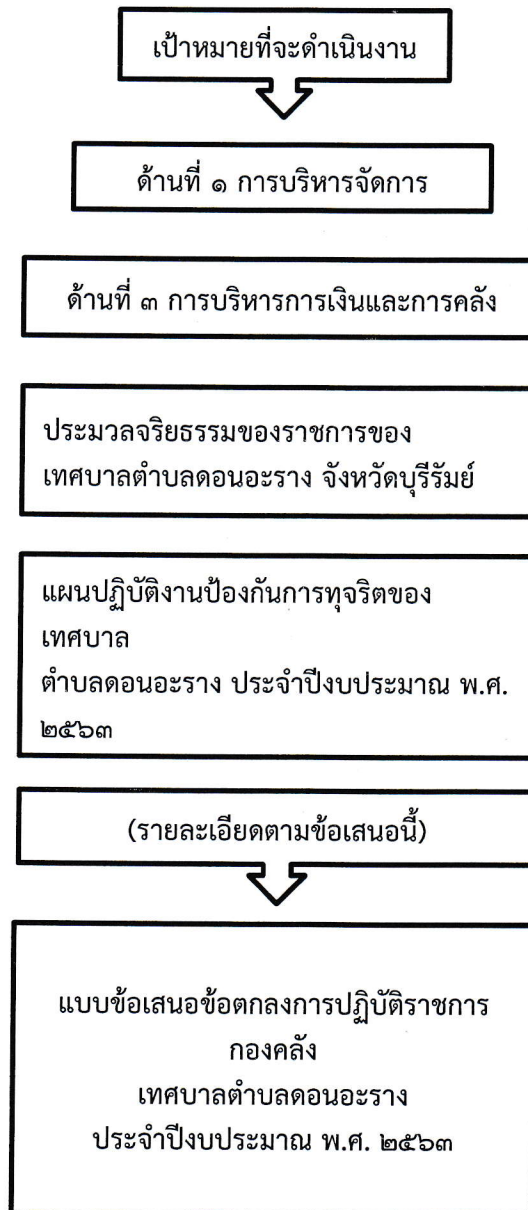 เป้าหมายที่จะดำเนินงาน
ด้านที่ ๑ การบริหารจัดการ
ด้านที่ ๓ การบริหารการเงินและการคลัง
ประมวลจริยธรรมของราชการของ
เทศบาลตำบลดอนอะราง จังหวัดบุรีรัมย์
แผนปฏิบัติงานป้องกันการทุจริตของ
เทศบาล
ตำบลดอนอะราง ประจำปีงบประมาณ พ.ศ.
๒๕๖๓
(รายละเอียดตามข้อเสนอนี้)
แบบข้อเสนอข้อตกลงการปฏิบัติราชการ
กองคลัง
เทศบาลตำบลดอนอะราง
ประจำปีงบประมาณ พ.ศ. ๒๕๖๓